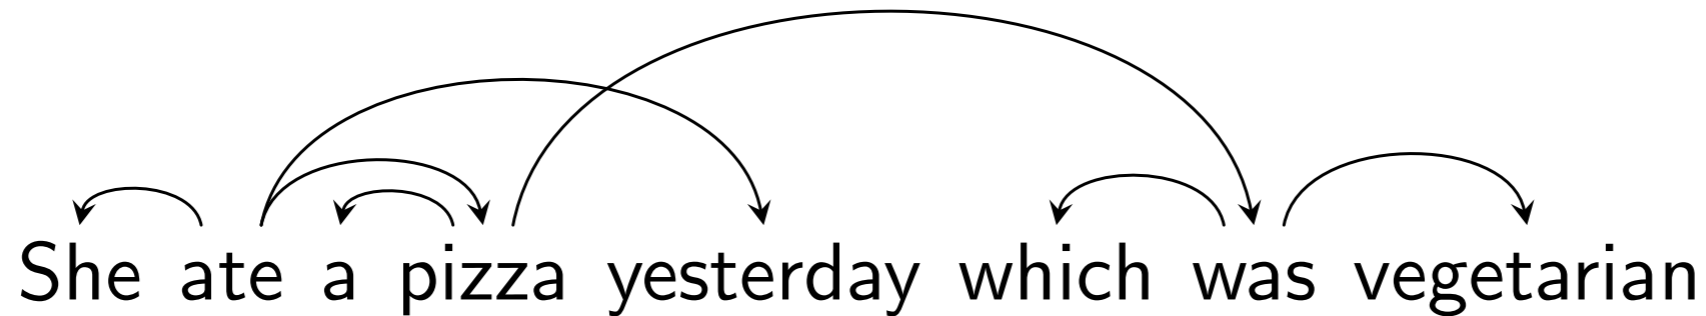 She ate a pizza yesterday which was vegetarian